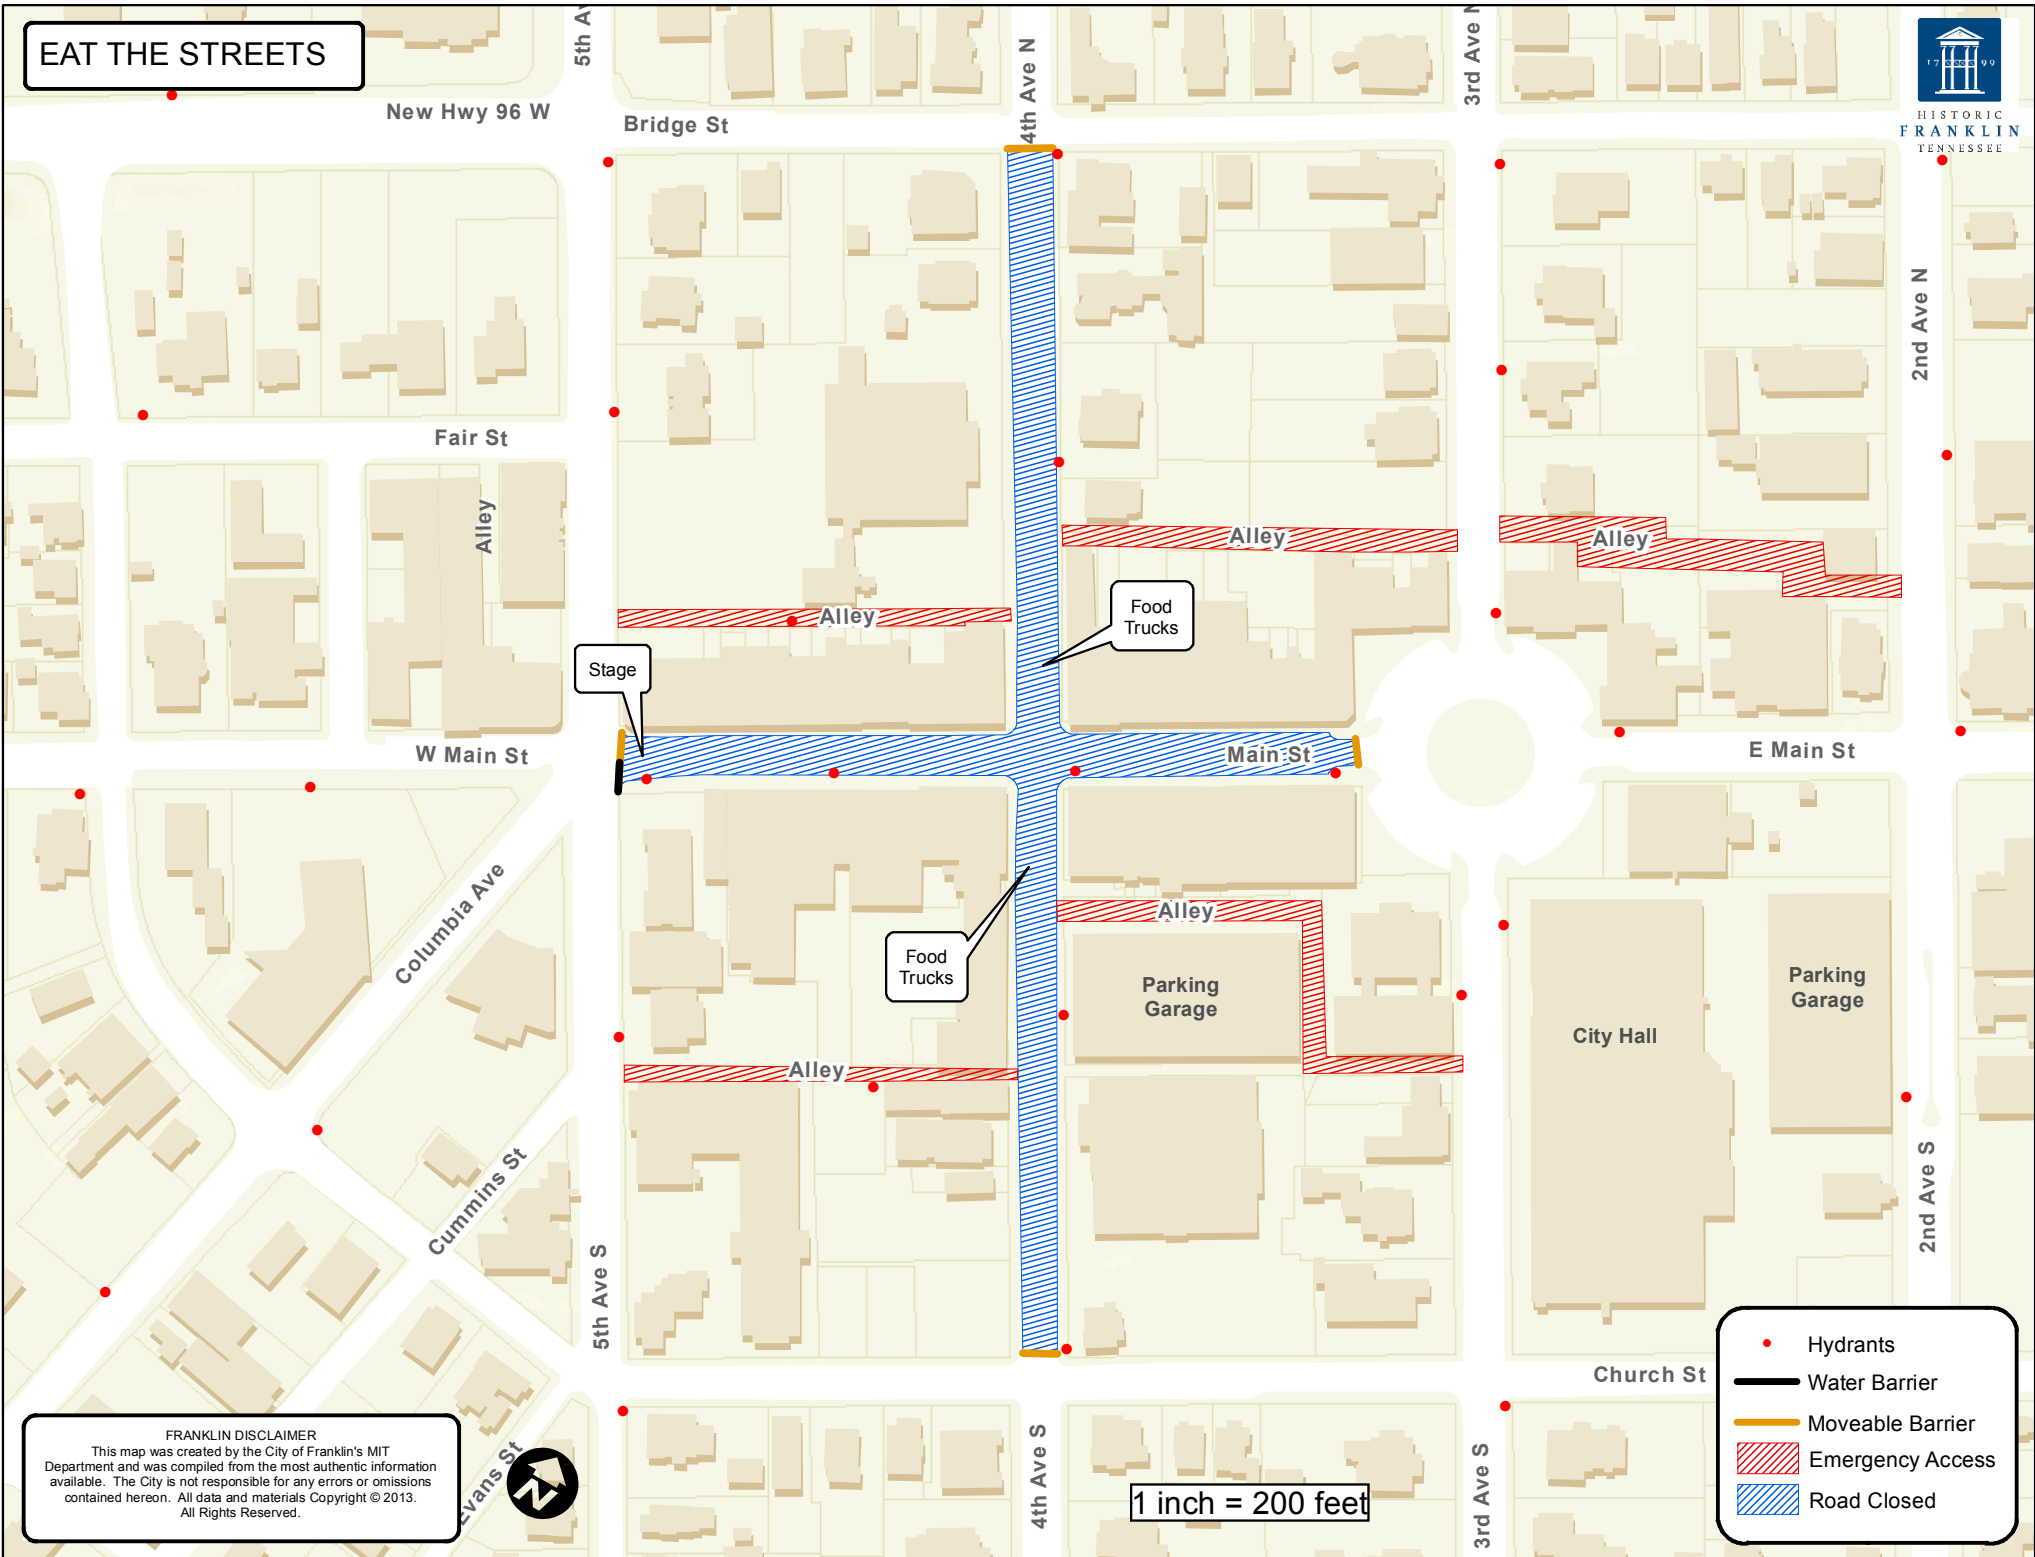 EAT THE STREETS
5th Av
4th Ave N
3rd Ave N
17 99
HISTORIC
FRANKLIN
TENNESSEE
New Hwy 96 W
Bridge St
2nd Ave N
Fair St
Alley
Alley
Alley
Alley
Food
Trucks
Stage
W Main St
Main St
E Main St
Columbia Ave
Alley
Food
Trucks
Parking
Garage
Parking
Garage
City Hall
Alley
Cummins St
5th Ave S
2nd Ave S
Church St
Hydrants
Water Barrier
Moveable Barrier
Emergency Access
Road Closed
FRANKLIN DISCLAIMER
This map was created by the City of Franklin's MIT
Department and was compiled from the most authentic information
available. The City is not responsible for any errors or omissions
contained hereon. All data and materials Copyright © 2013.
All Rights Reserved.
Evans St
N
4th Ave S
1 inch = 200 feet
3rd Ave S